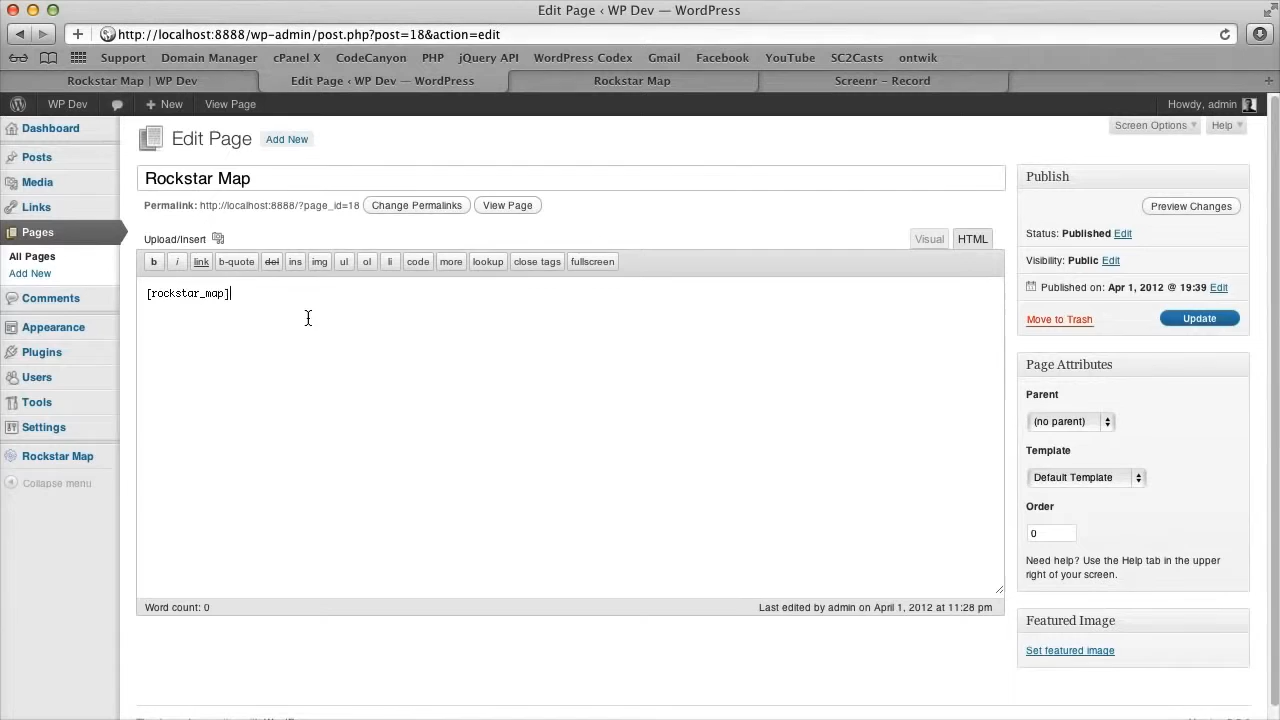 Edit Page ‹ WP Dev — WordPress
http://localhost:8888/wp-admin/post.php?post=18&action=edit
Support Domain Manager cPanel X CodeCanyon PHP jQuery API WordPress Codex Gmail Facebook YouTube SC2Casts ontwik
Rockstar Map | WP Dev Edit Page ‹ WP Dev — WordPress Rockstar Map Screenr - Record
WP Dev + New View Page Howdy, admin
Screen Options Help
Dashboard
Posts
Media
Links
Pages
All Pages
Add New
Comments
Appearance
Plugins
Users
Tools
Settings
Rockstar Map
Collapse menu
Edit Page Add New
Rockstar Map
Permalink: http://localhost:8888/?page_id=18 Change Permalinks View Page
Upload/Insert Visual HTML
b i link b-quote del ins img ul ol li code more lookup close tags fullscreen
[rockstar_map]
Word count: 0 Last edited by admin on April 1, 2012 at 11:28 pm
Publish
Preview Changes
Status: Published Edit
Visibility: Public Edit
Published on: Apr 1, 2012 @ 19:39 Edit
Move to Trash Update
Page Attributes
Parent
(no parent)
Template
Default Template
Order
0
Need help? Use the Help tab in the upper
right of your screen.
Featured Image
Set featured image